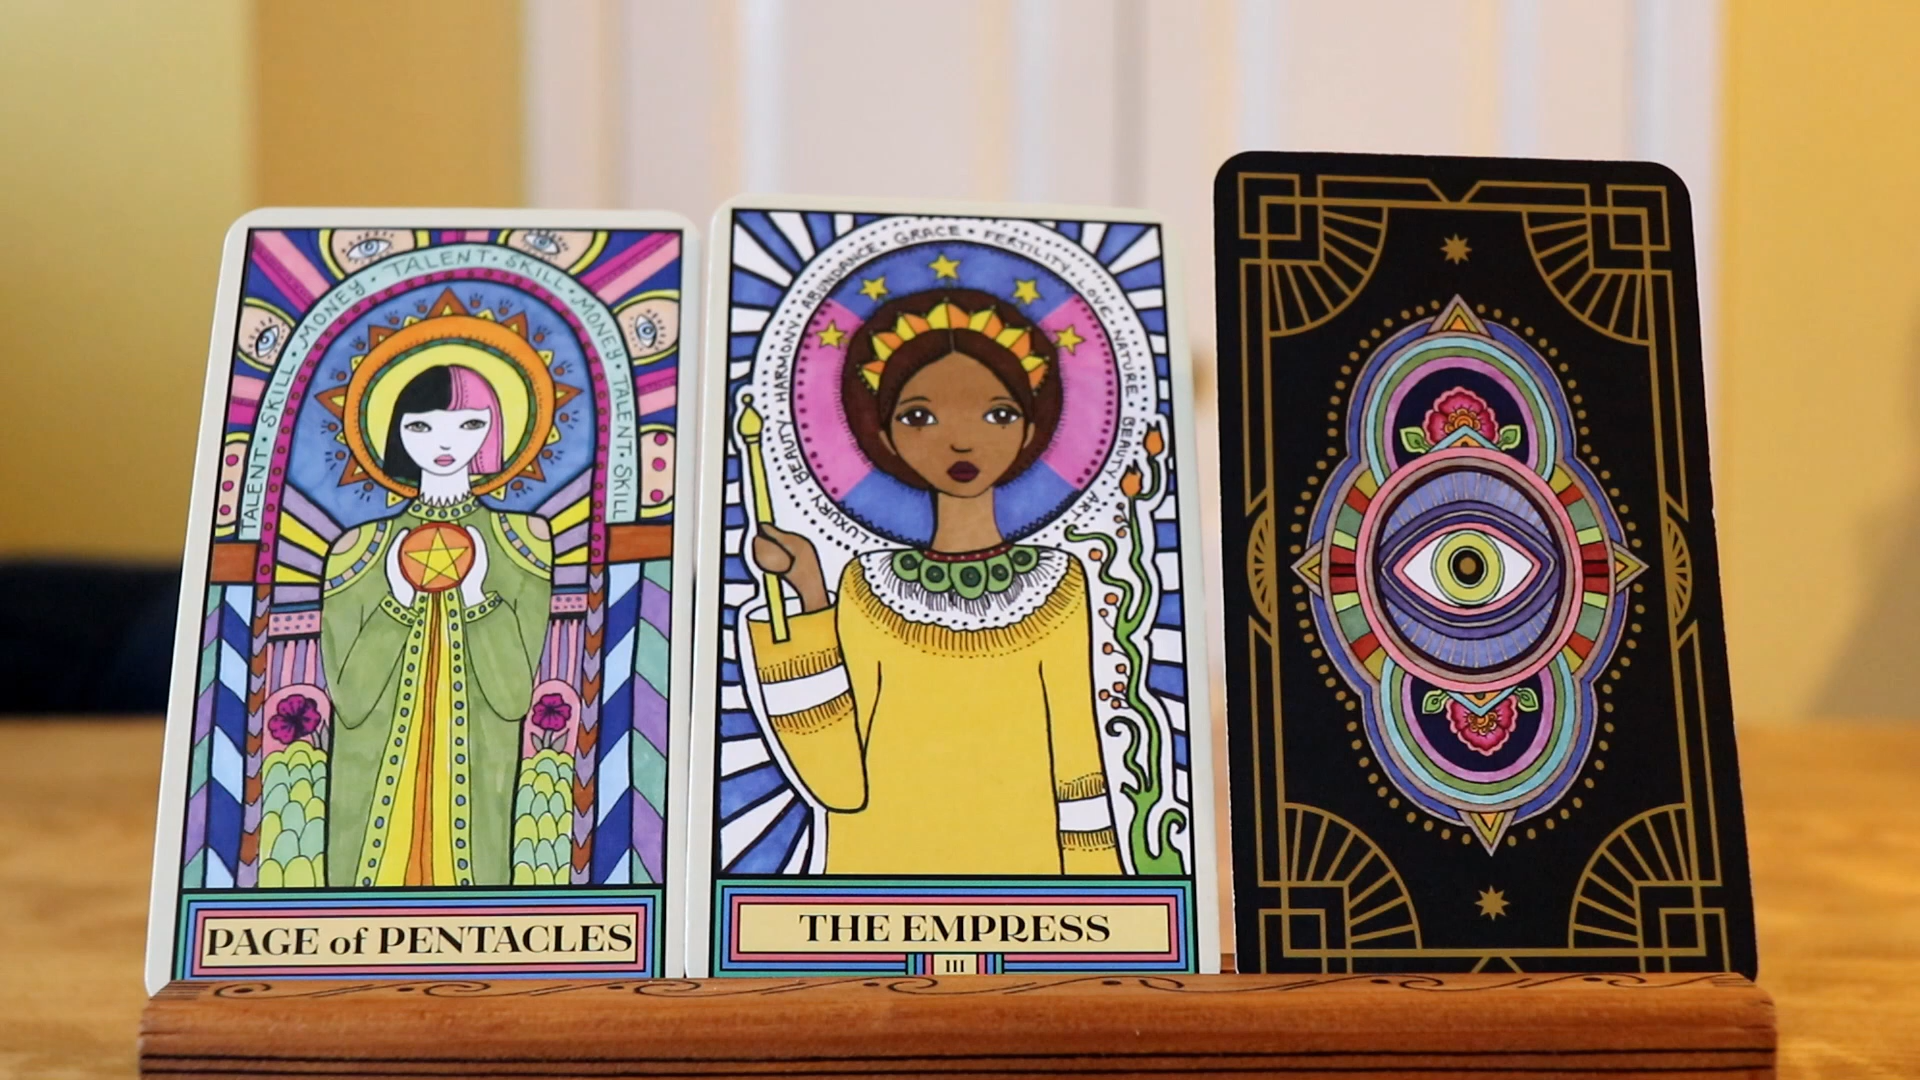 TALENT · SKILL · MONEY · TALENT · SKILL · MONEY · TALENT · SKILL
PAGE of PENTACLES
LUXURY BEAUTY HARMONY ABUNDANCE · GRACE · FERTILITY · LOVE · NATURE · BEAUTY ART
THE EMPRESS
III